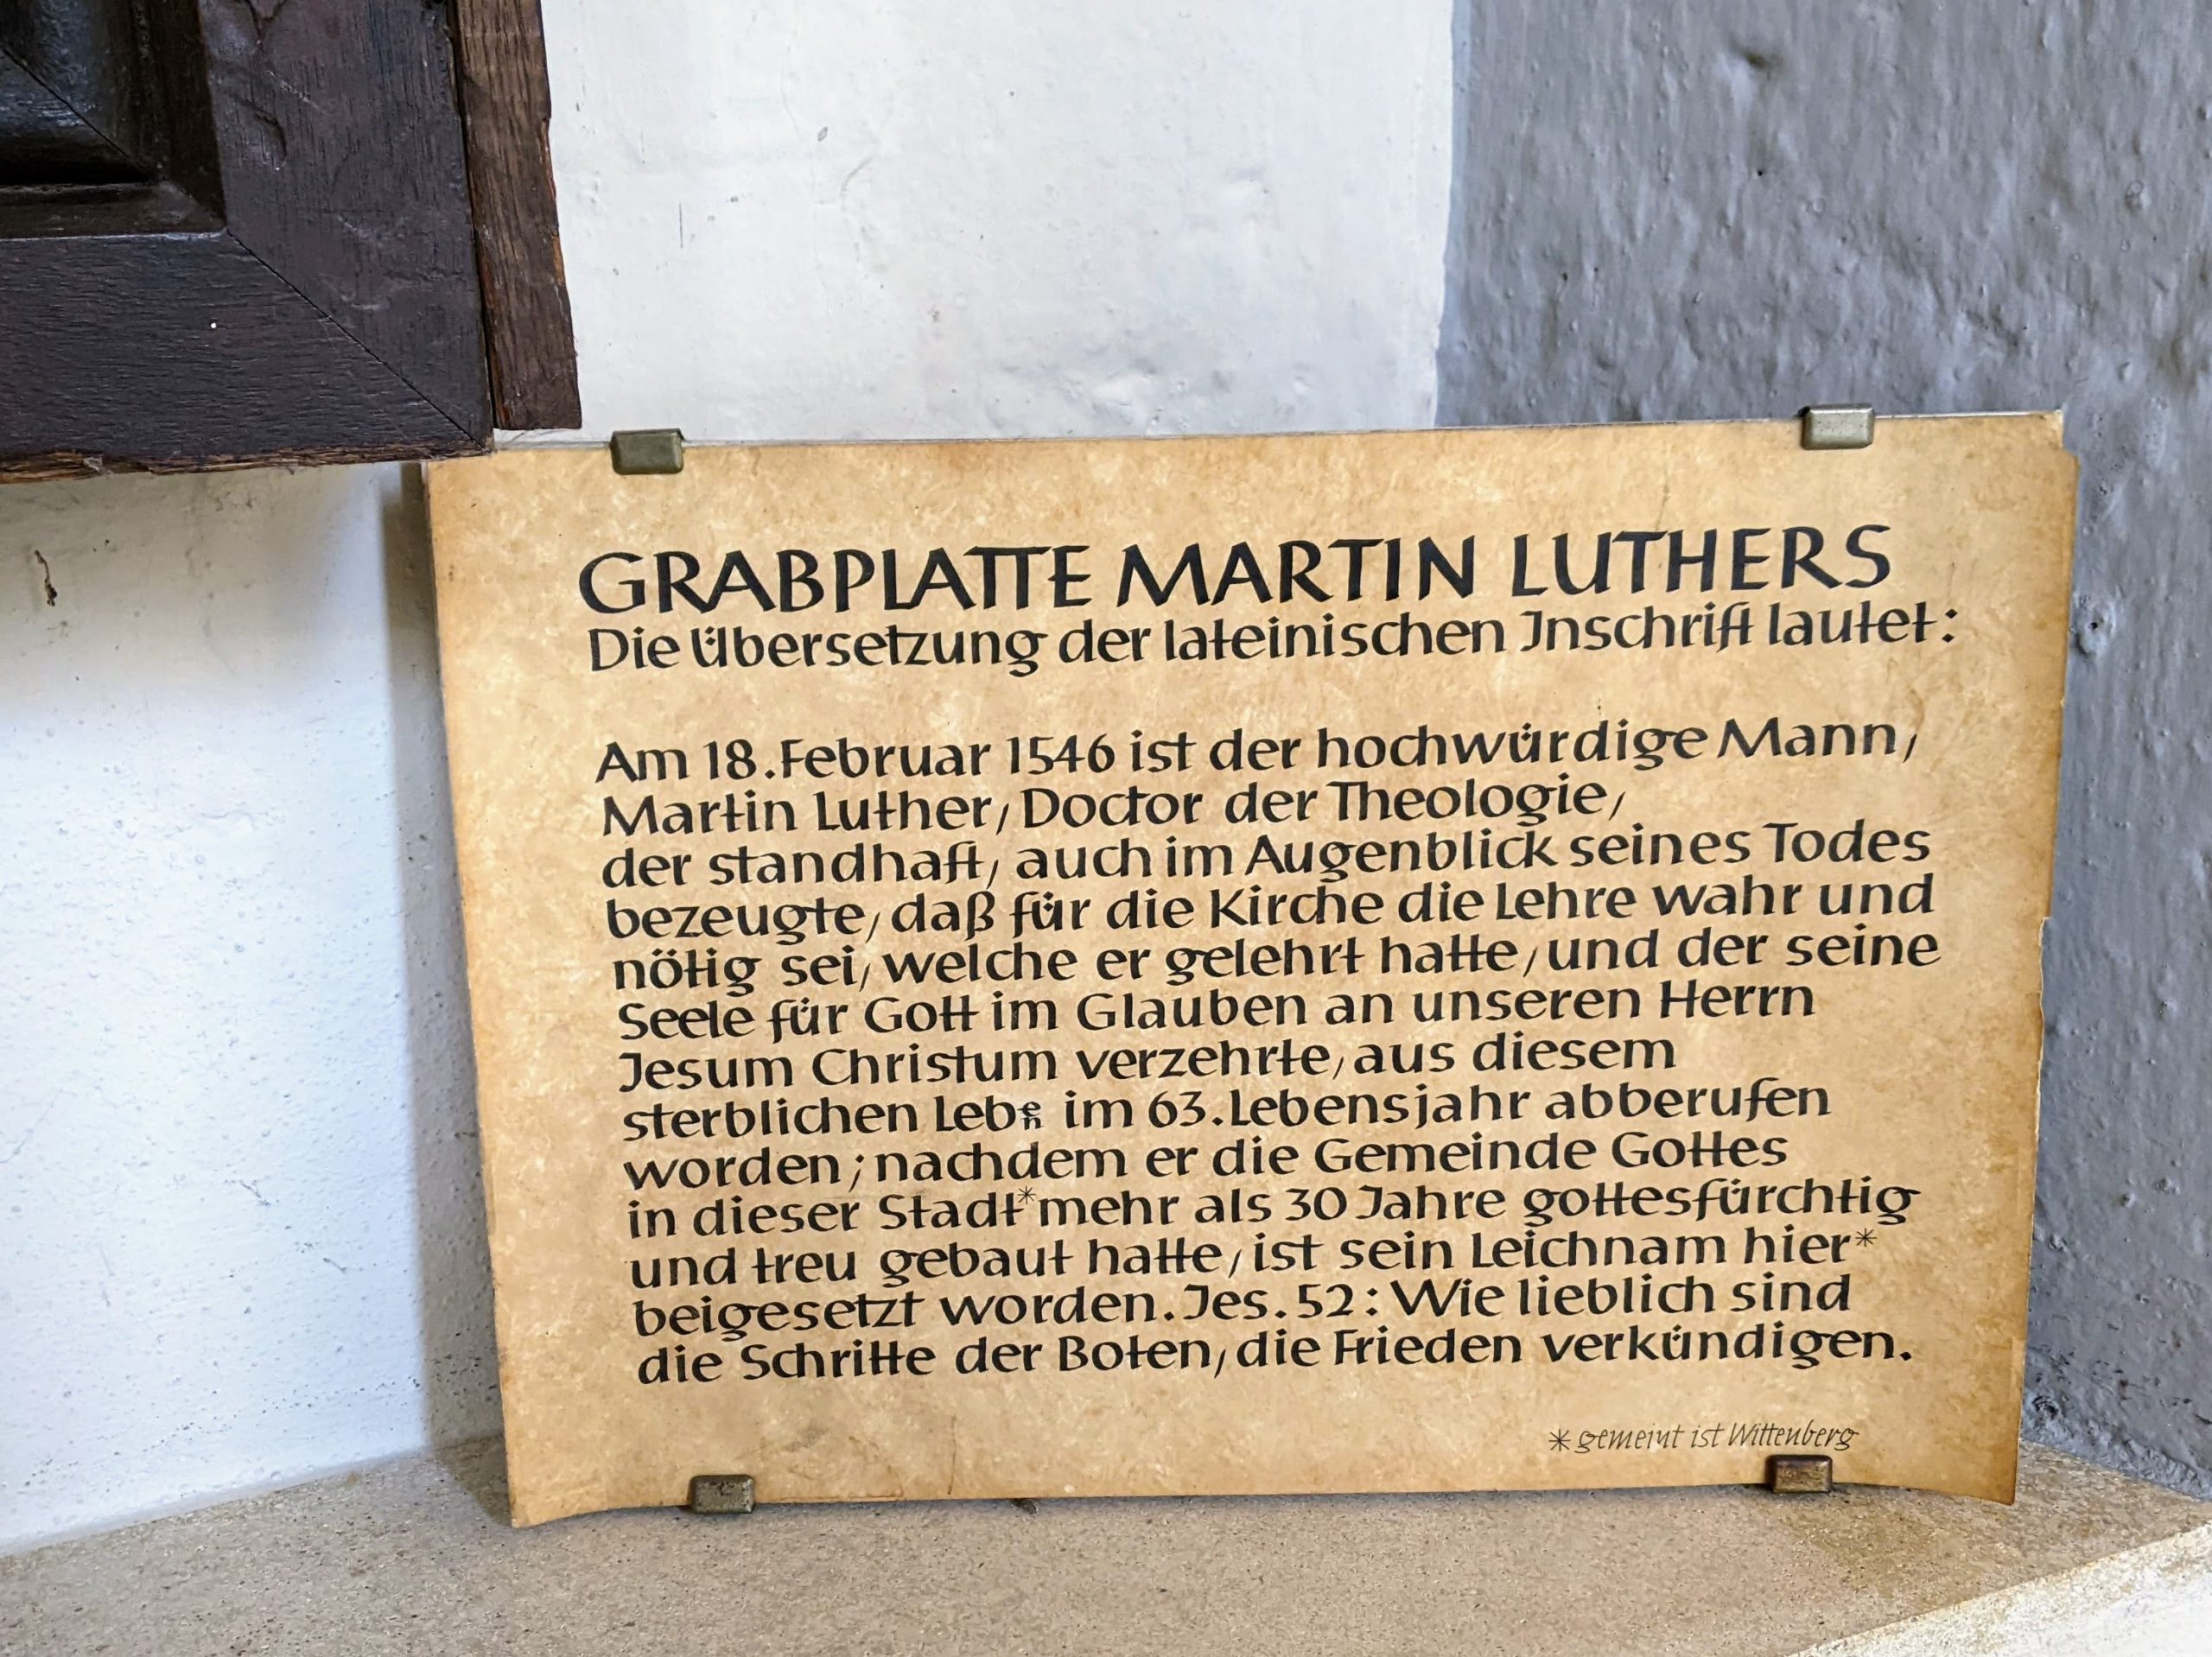 GRABPLATTE MARTIN LUTHERS
Die Übersetzung der lateinischen Inschrift lautet:
Am 18. Februar 1546 ist der hochwürdige Mann,
Martin Luther, Doctor der Theologie,
der standhaft, auch im Augenblick seines Todes
bezeugte, daß für die Kirche die Lehre wahr und
nötig sei, welche er gelehrt hatte, und der seine
Seele für Gott im Glauben an unseren Herrn
Jesum Christum verzehrte, aus diesem
sterblichen Leben im 63. Lebensjahr abberufen
worden; nachdem er die Gemeinde Gottes
in dieser Stadt* mehr als 30 Jahre gottesfürchtig
und treu gebaut hatte, ist sein Leichnam hier*
beigesetzt worden. Jes. 52: Wie lieblich sind
die Schritte der Boten, die Frieden verkündigen.
* gemeint ist Wittenberg